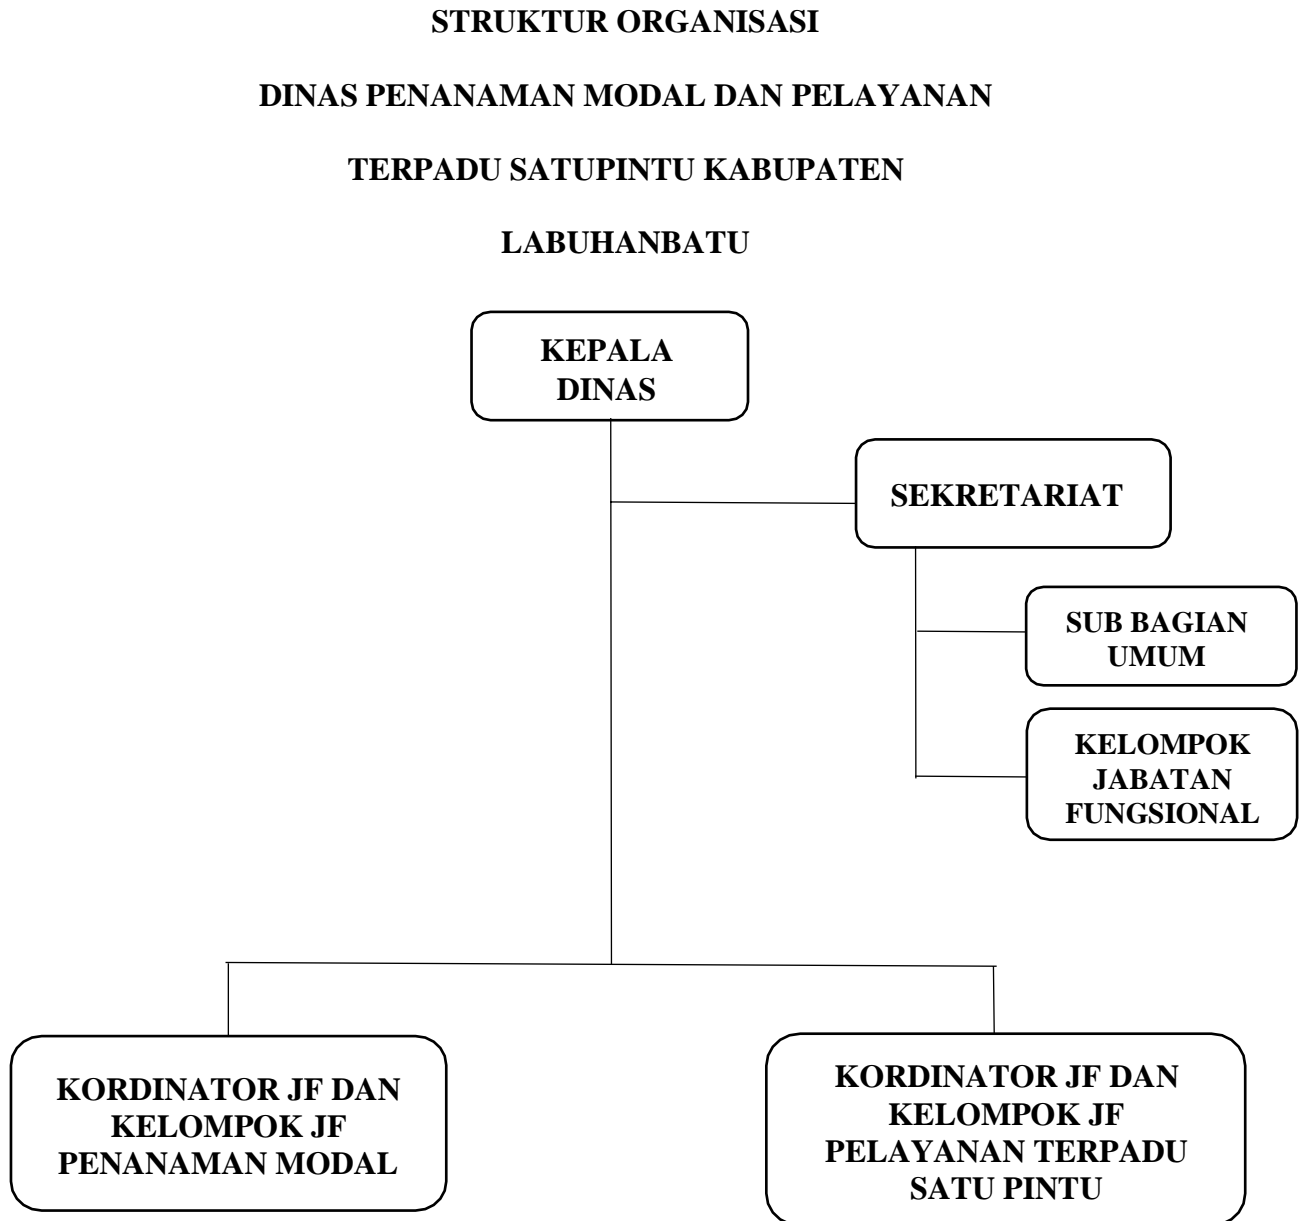 STRUKTUR ORGANISASI
DINAS PENANAMAN MODAL DAN PELAYANAN
TERPADU SATUPINTU KABUPATEN
LABUHANBATU
KEPALA
DINAS
SEKRETARIAT
SUB BAGIAN
UMUM
KELOMPOK
JABATAN
FUNGSIONAL
KORDINATOR JF DAN
KELOMPOK JF
PENANAMAN MODAL
KORDINATOR JF DAN
KELOMPOK JF
PELAYANAN TERPADU
SATU PINTU